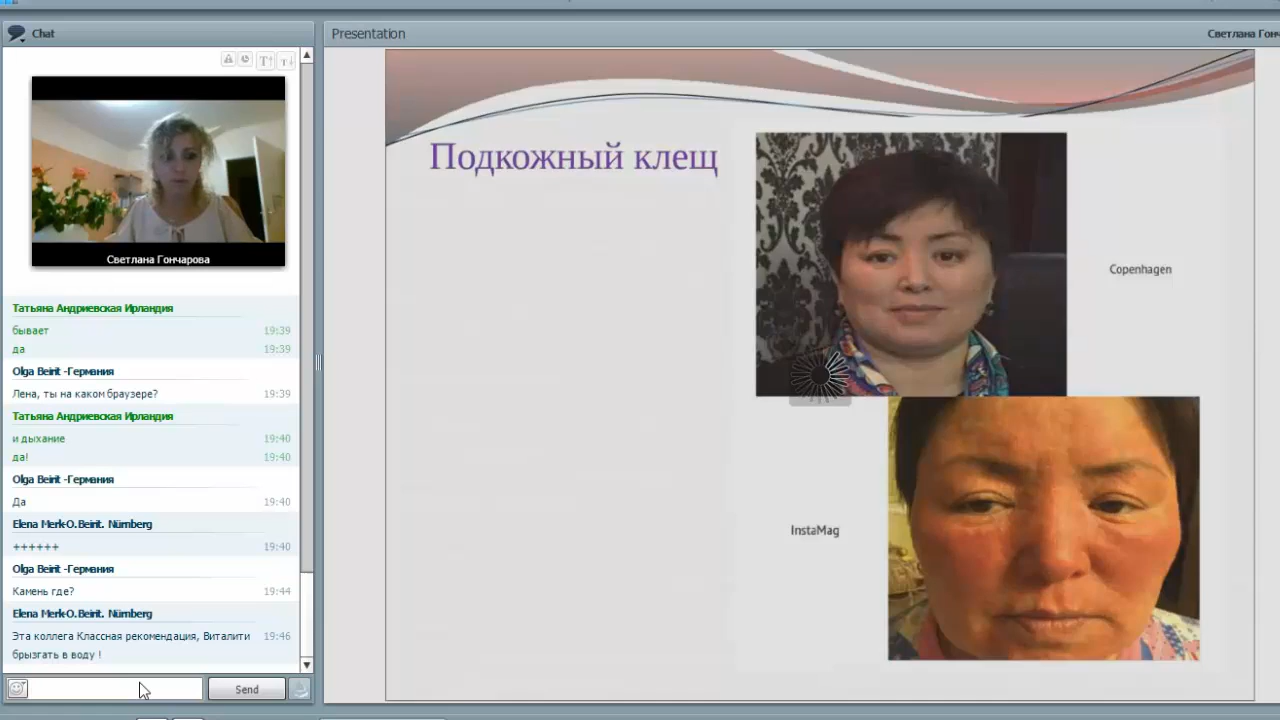 Chat
Светлана Гончарова
Татьяна Андриевская Ирландия
бывает 19:39
да 19:39
Olga Beirit -Германия
Лена, ты на каком браузере? 19:39
Татьяна Андриевская Ирландия
и дыхание 19:40
да! 19:40
Olga Beirit -Германия
Да 19:40
Elena Merk-O.Beirit. Nürnberg
++++++ 19:40
Olga Beirit -Германия
Камень где? 19:44
Elena Merk-O.Beirit. Nürnberg
Эта коллега Классная рекомендация, Виталити 19:46
брызгать в воду !
Send
Presentation
Светлана Гонч
Подкожный клещ
Copenhagen
InstaMag